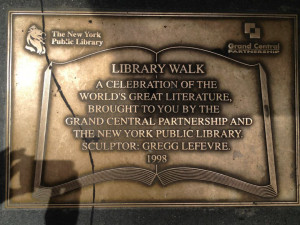 The New York
Public Library
Grand Central
PARTNERSHIP
LIBRARY WALK
A CELEBRATION OF THE
WORLD'S GREAT LITERATURE,
BROUGHT TO YOU BY THE
GRAND CENTRAL PARTNERSHIP AND
THE NEW YORK PUBLIC LIBRARY.
SCULPTOR: GREGG LEFEVRE.
1998